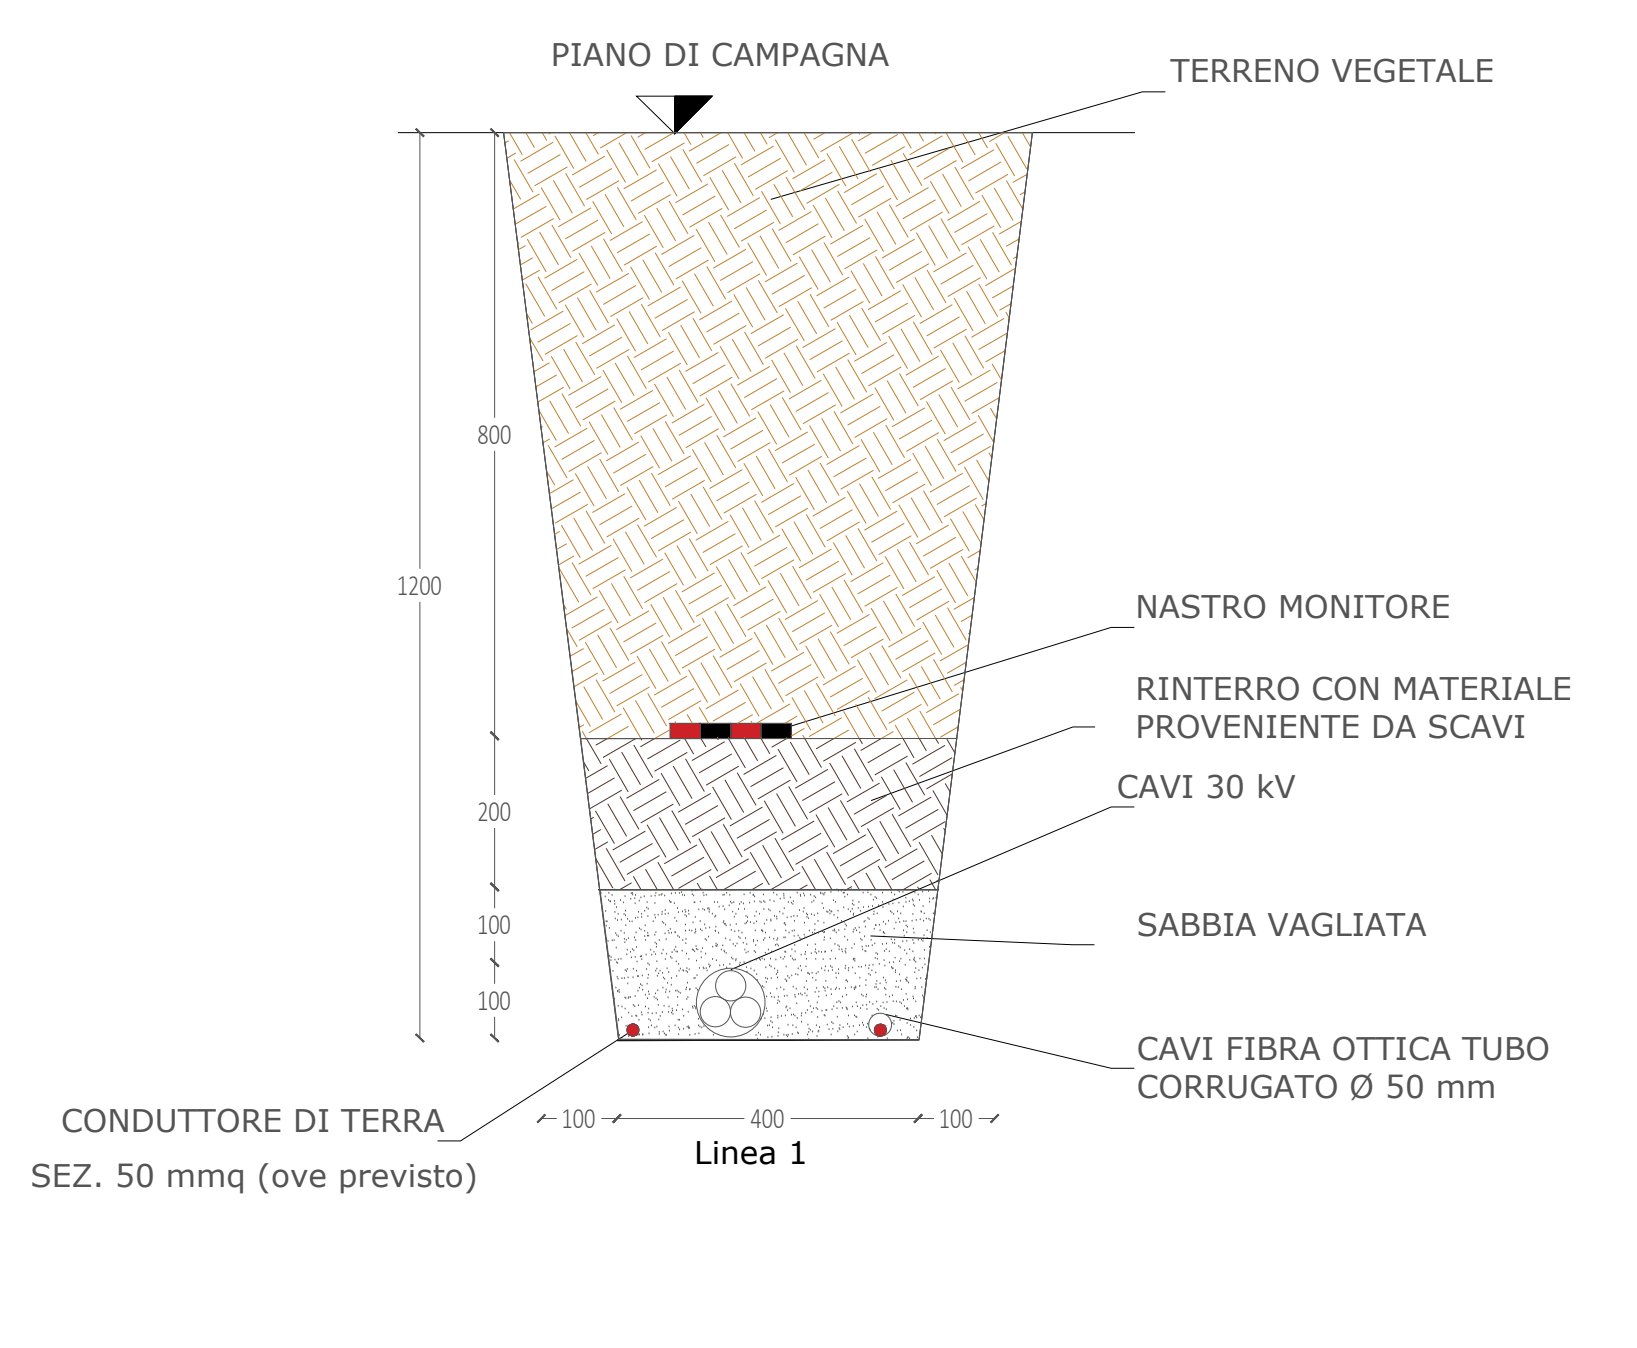 PIANO DI CAMPAGNA
TERRENO VEGETALE
800
1200
NASTRO MONITORE
RINTERRO CON MATERIALE
PROVENIENTE DA SCAVI
CAVI 30 kV
200
100
SABBIA VAGLIATA
100
CAVI FIBRA OTTICA TUBO
CORRUGATO Ø 50 mm
CONDUTTORE DI TERRA
SEZ. 50 mmq (ove previsto)
100 400 100
Linea 1